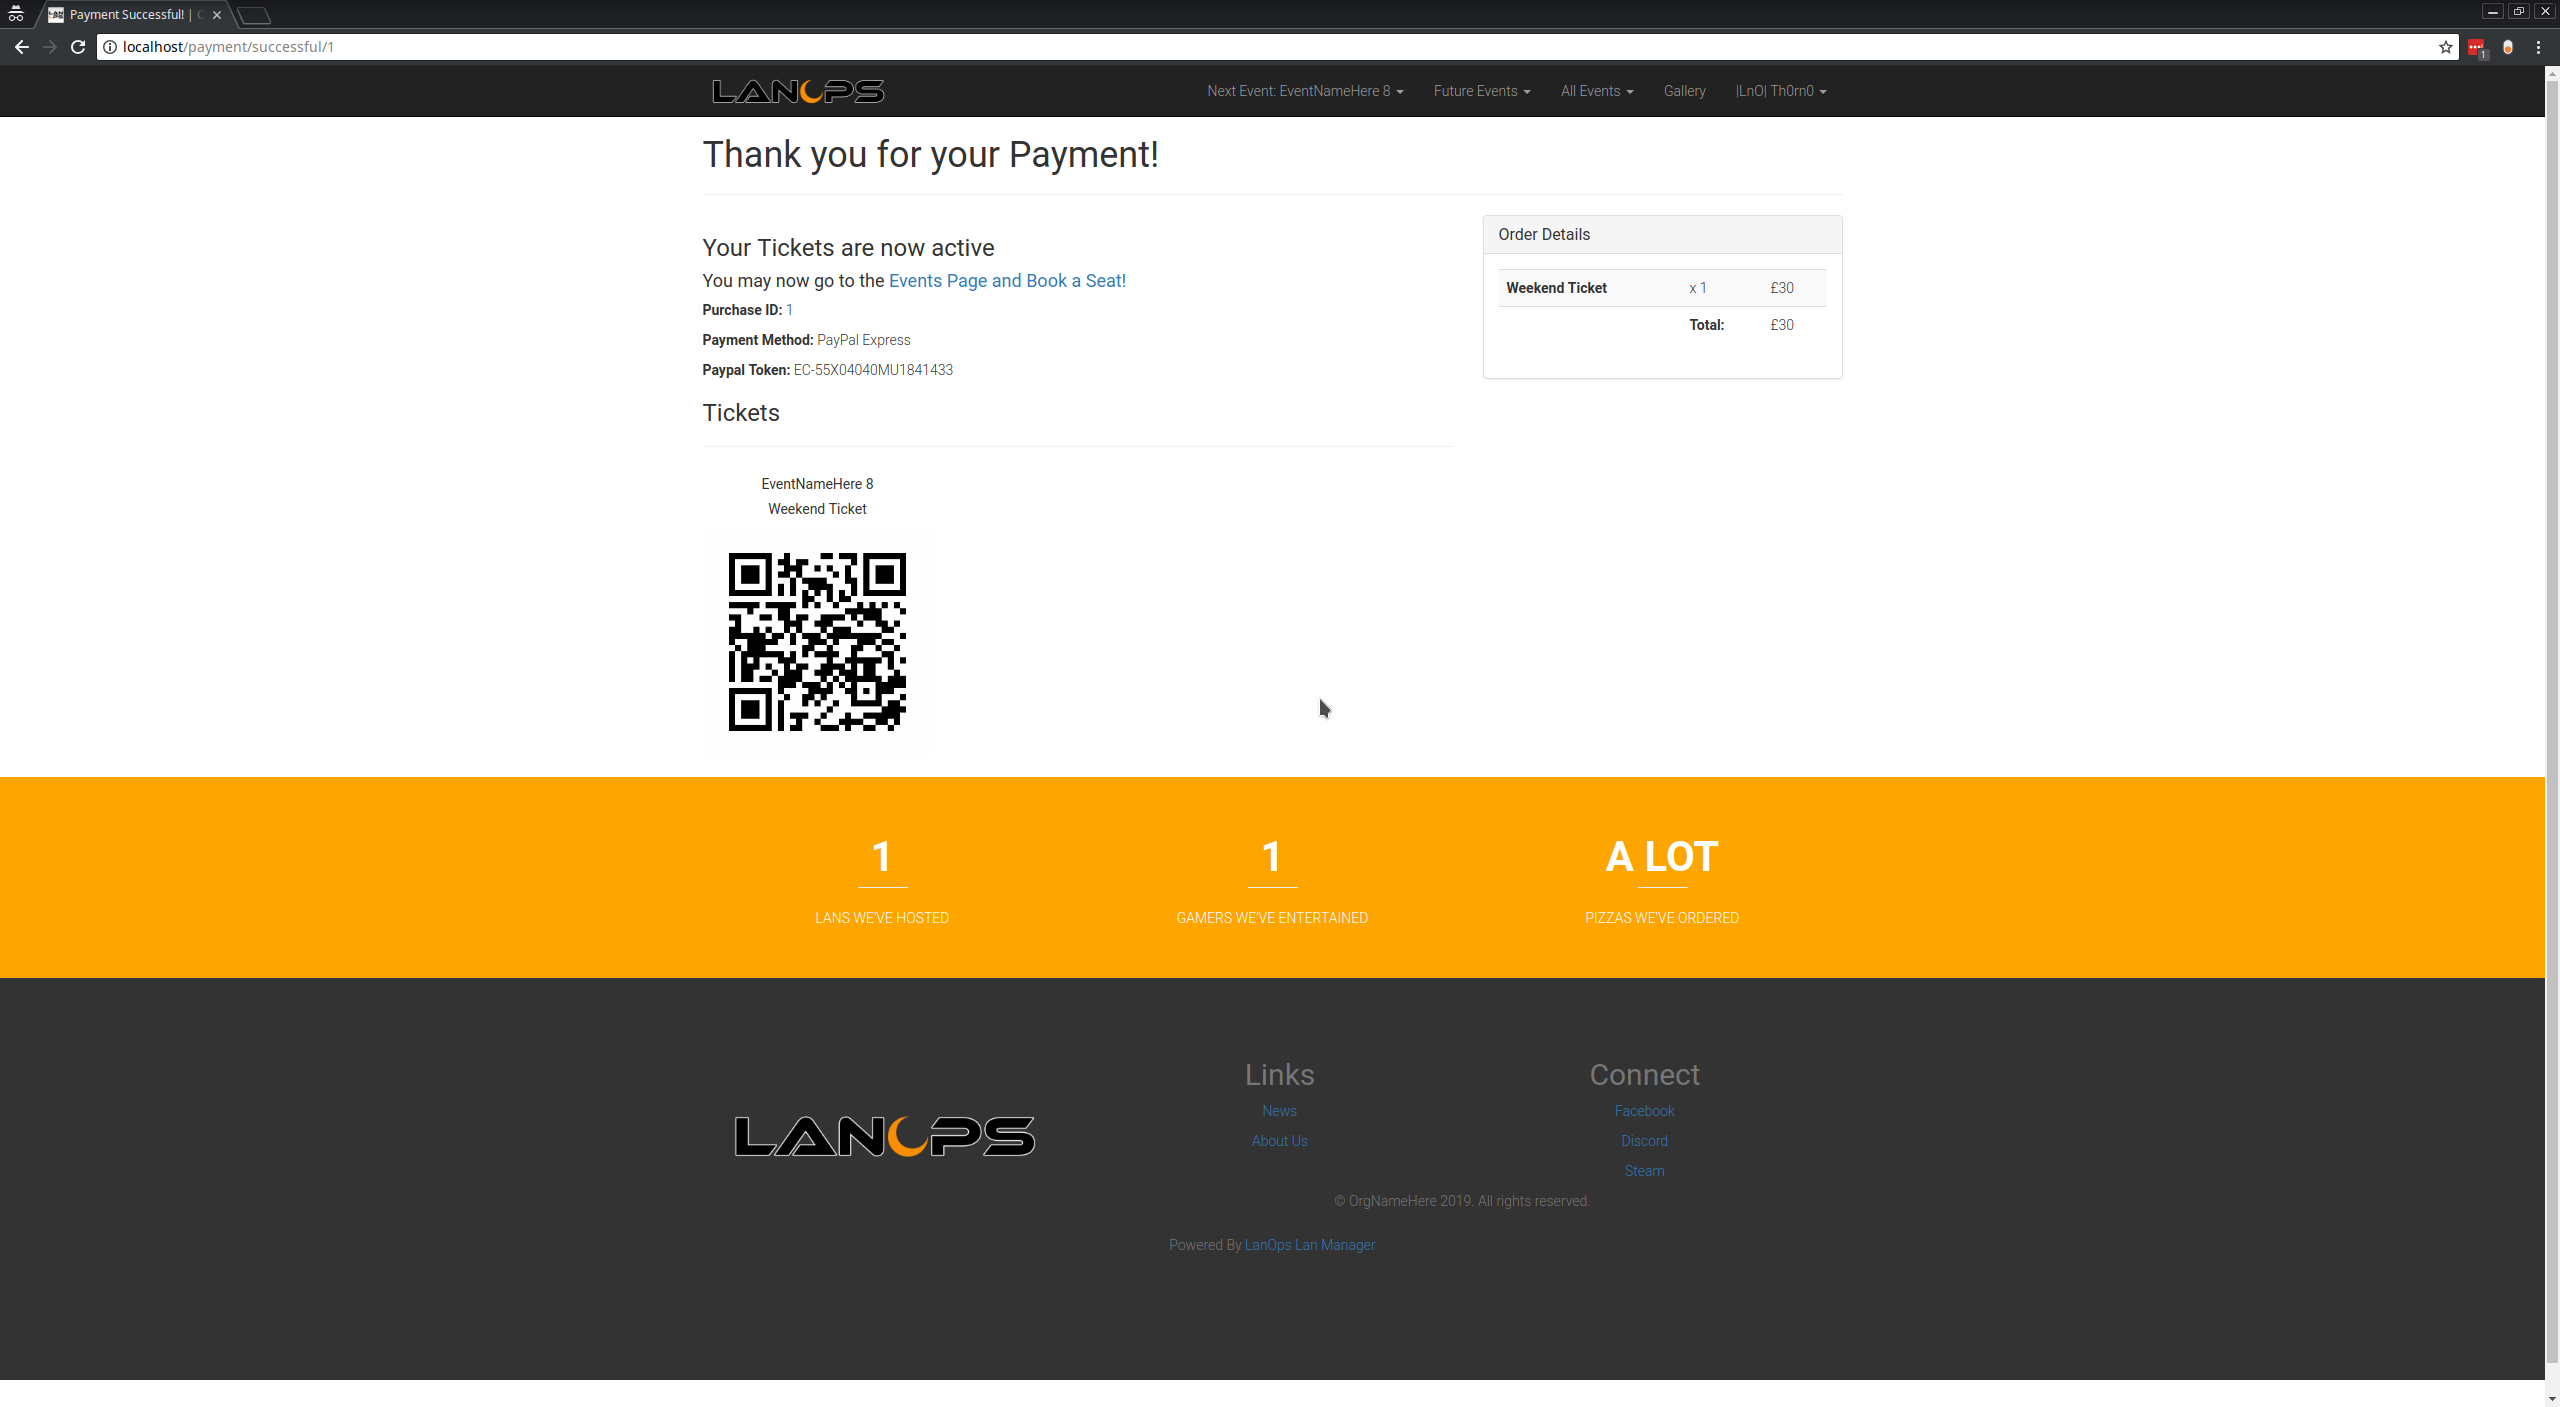 Payment Successful! |
localhost/payment/successful/1
1
LANOPS
Next Event: EventNameHere 8
Future Events
All Events
Gallery
|LnO| Th0rn0
Thank you for your Payment!
Your Tickets are now active
You may now go to the Events Page and Book a Seat!
Purchase ID: 1
Payment Method: PayPal Express
Paypal Token: EC-55X04040MU1841433
Order Details
Weekend Ticket x 1 £30
Total: £30
Tickets
EventNameHere 8
Weekend Ticket
1
LANS WE'VE HOSTED
1
GAMERS WE'VE ENTERTAINED
A LOT
PIZZAS WE'VE ORDERED
LANOPS
Links
News
About Us
Connect
Facebook
Discord
Steam
© OrgNameHere 2019. All rights reserved.
Powered By LanOps Lan Manager